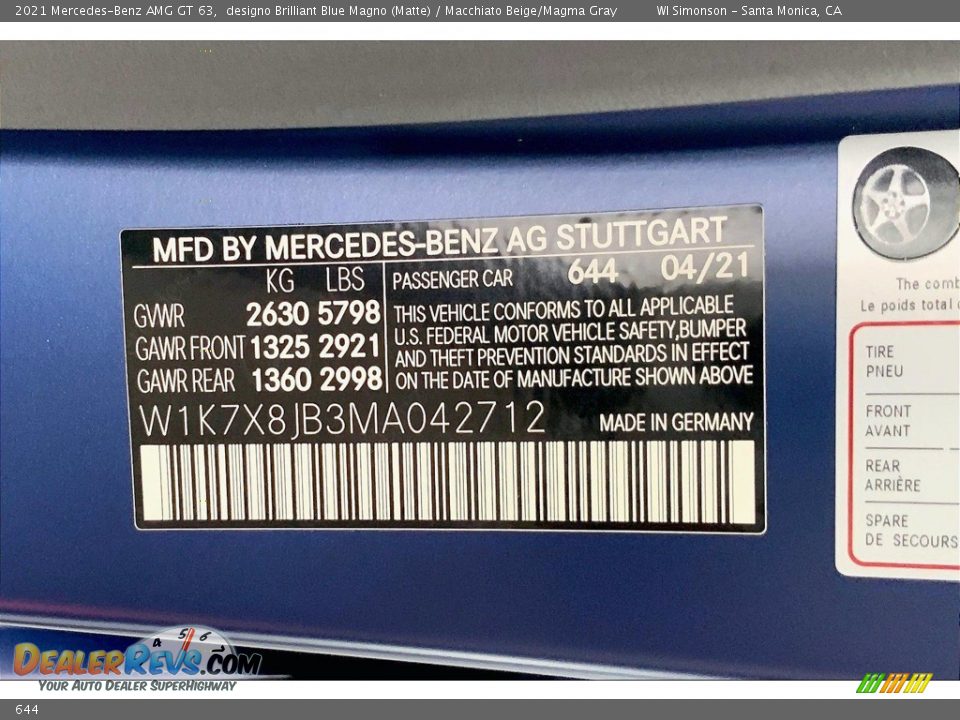 2021 Mercedes-Benz AMG GT 63, designo Brilliant Blue Magno (Matte) / Macchiato Beige/Magma Gray WI Simonson - Santa Monica, CA
MFD BY MERCEDES-BENZ AG STUTTGART
KG LBS
GVWR 2630 5798
GAWR FRONT 1325 2921
GAWR REAR 1360 2998
PASSENGER CAR 644 04/21
THIS VEHICLE CONFORMS TO ALL APPLICABLE
U.S. FEDERAL MOTOR VEHICLE SAFETY,BUMPER
AND THEFT PREVENTION STANDARDS IN EFFECT
ON THE DATE OF MANUFACTURE SHOWN ABOVE
W1K7X8JB3MA042712
MADE IN GERMANY
The comb
Le poids total
TIRE
PNEU
FRONT
AVANT
REAR
ARRIÈRE
SPARE
DE SECOURS
4 5 6
DEALERREVS.COM
YOUR AUTO DEALER SUPERHIGHWAY
644